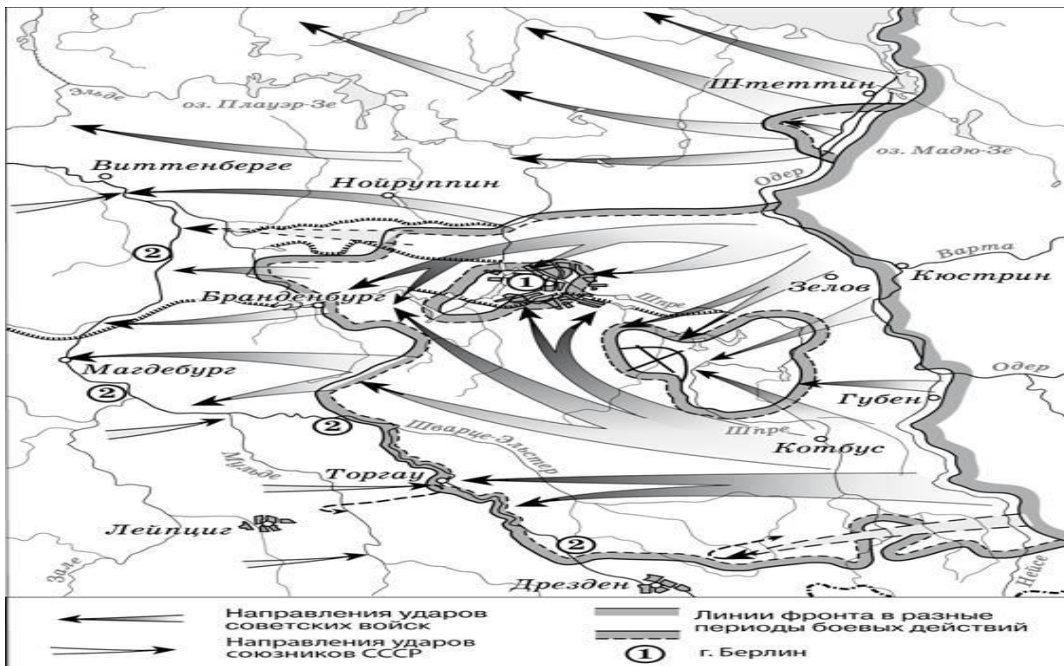 Штеттин
Эльде
оз. Плауэр-Зе
оз. Мадю-Зе
Виттенберге
Нойруппин
Одер
2
Варта
Кюстрин
1
Зелов
Шпре
Бранденбург
Магдебург
Одер
2
Губен
2
Шварце-Эльстер
Шпре
Котбус
Мульде
Торгау
Лейпциг
2
Зале
Дрезден
Нейсе
Направления ударов
советских войск
Направления ударов
союзников СССР
Линии фронта в разные
периоды боевых действий
1 г. Берлин